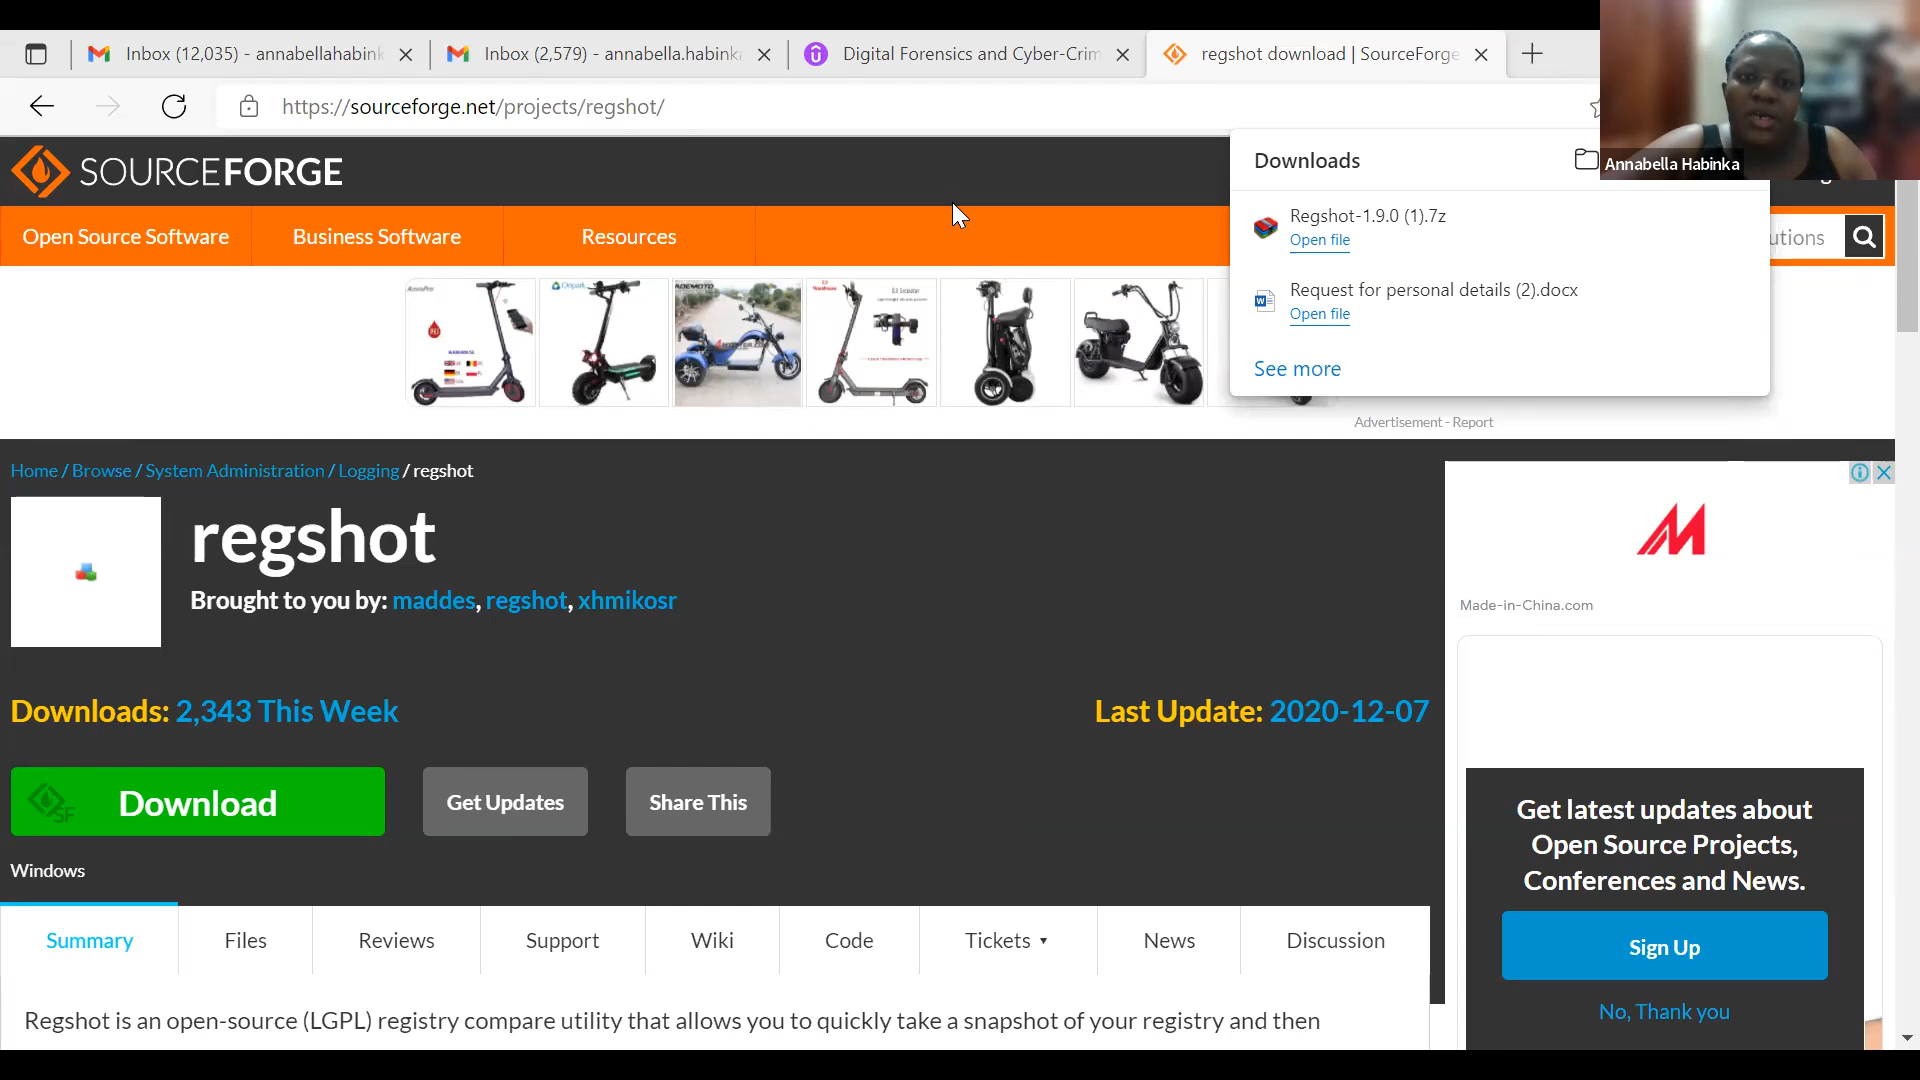 Inbox (12,035) - annabellahabink
Inbox (2,579) - annabella.habink
Digital Forensics and Cyber-Crim
regshot download | SourceForge
https://sourceforge.net/projects/regshot/
Annabella Habinka
SOURCEFORGE
Downloads
Regshot-1.9.0 (1).7z
Open file
Request for personal details (2).docx
Open file
See more
Open Source Software
Business Software
Resources
utions
Advertisement - Report
Home / Browse / System Administration / Logging / regshot
regshot
Brought to you by: maddes, regshot, xhmikosr
Made-in-China.com
Downloads: 2,343 This Week
Last Update: 2020-12-07
SF
Download
Get Updates
Share This
Windows
Get latest updates about
Open Source Projects,
Conferences and News.
Sign Up
No, Thank you
Summary
Files
Reviews
Support
Wiki
Code
Tickets
News
Discussion
Regshot is an open-source (LGPL) registry compare utility that allows you to quickly take a snapshot of your registry and then